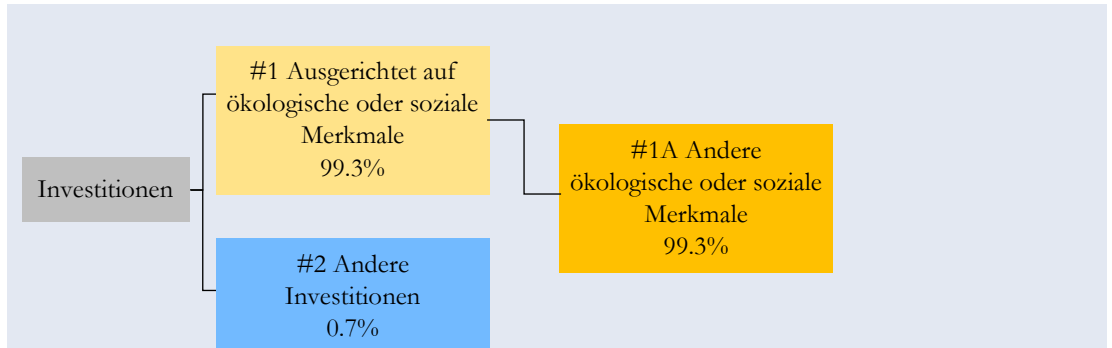 Investitionen
#1 Ausgerichtet auf
ökologische oder soziale
Merkmale
99.3%
#2 Andere
Investitionen
0.7%
#1A Andere
ökologische oder soziale
Merkmale
99.3%